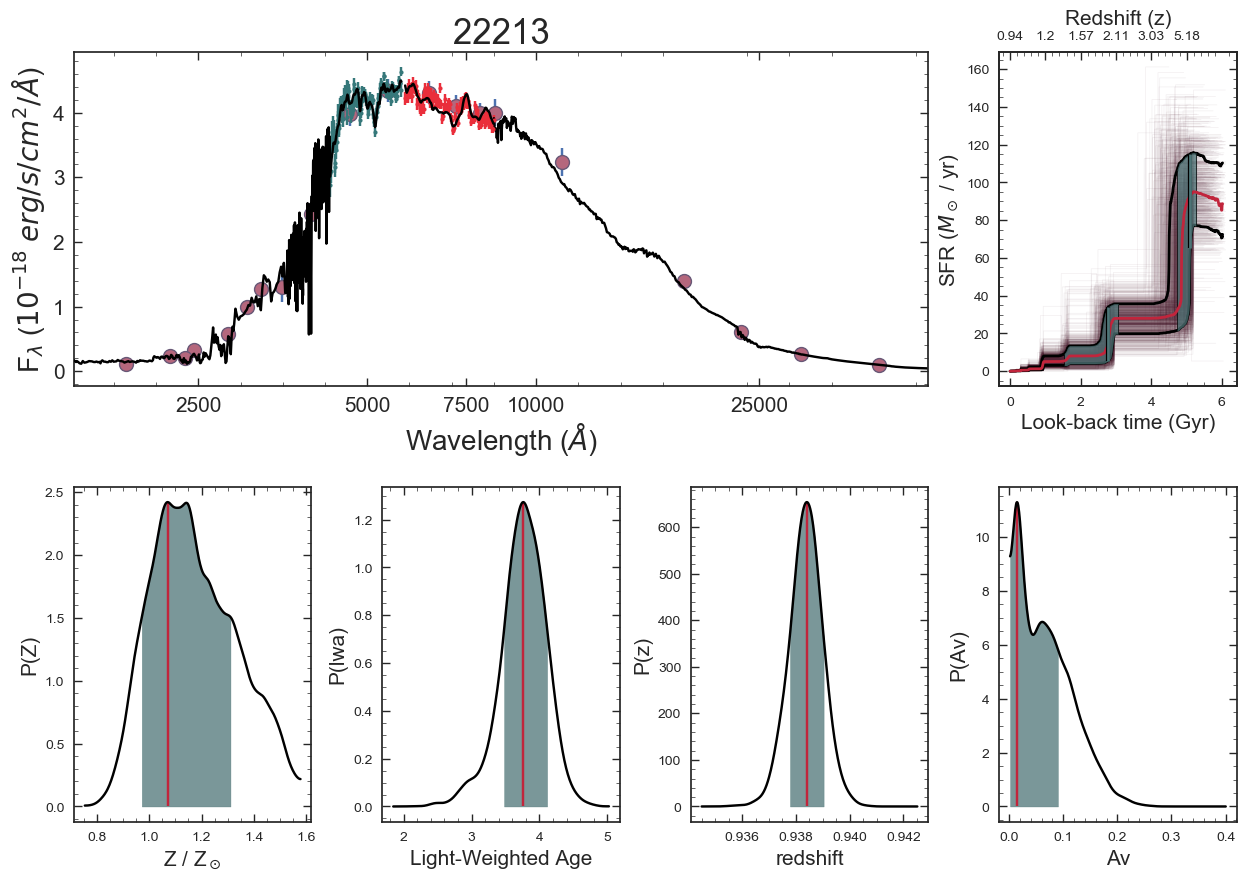 22213
F_λ (10^−18 erg/s/cm^2/Å)
4
3
2
1
0
2500 5000 7500 10000 25000
Wavelength (Å)
Redshift (z)
0.94 1.2 1.57 2.11 3.03 5.18
SFR (M_⊙ / yr)
160
140
120
100
80
60
40
20
0
0 2 4 6
Look-back time (Gyr)
P(Z)
2.5
2.0
1.5
1.0
0.5
0.0
0.8 1.0 1.2 1.4 1.6
Z / Z_⊙
P(lwa)
1.2
1.0
0.8
0.6
0.4
0.2
0.0
2 3 4 5
Light-Weighted Age
P(z)
600
500
400
300
200
100
0
0.936 0.938 0.940 0.942
redshift
P(Av)
10
8
6
4
2
0
0.0 0.1 0.2 0.3 0.4
Av